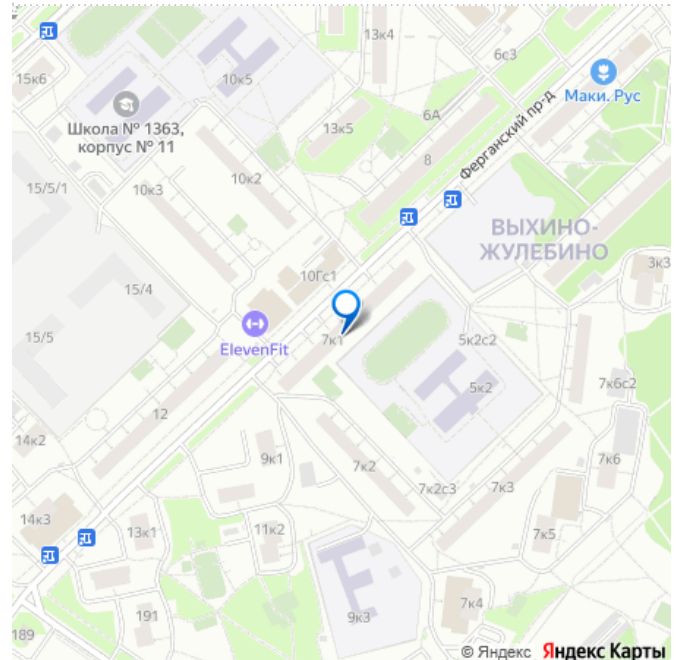 13к4
6с3
15к6
10к5
Маки. Рус
Школа № 1363,
корпус № 11
13к5
6А
Ферганский пр-д
8
15/5/1
10к3
10к2
ВЫХИНО-
ЖУЛЕБИНО
3к3
10Гс1
15/4
15/5
ElevenFit
7к1
5к2с2
5к2
7к6с2
12
14к2
9к1
7к2
7к6
14к3
7к2с3
7к3
13к1
11к2
7к5
191
9к3
7к4
189
© Яндекс Яндекс Карты